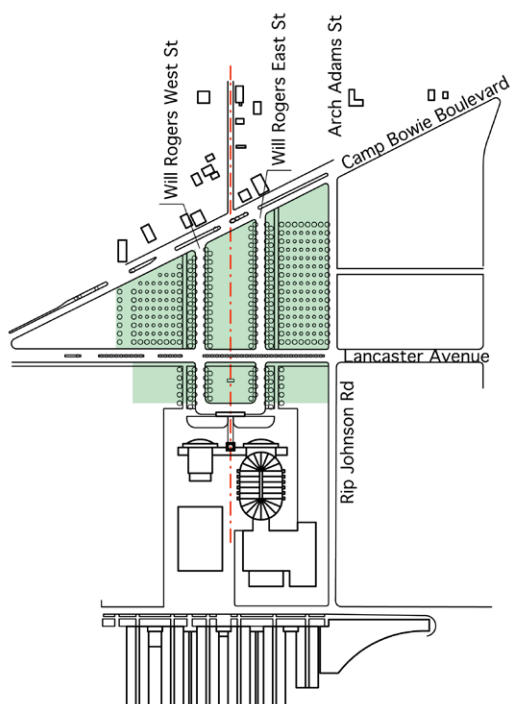 Will Rogers West St
Will Rogers East St
Arch Adams St
Camp Bowie Boulevard
Lancaster Avenue
Rip Johnson Rd